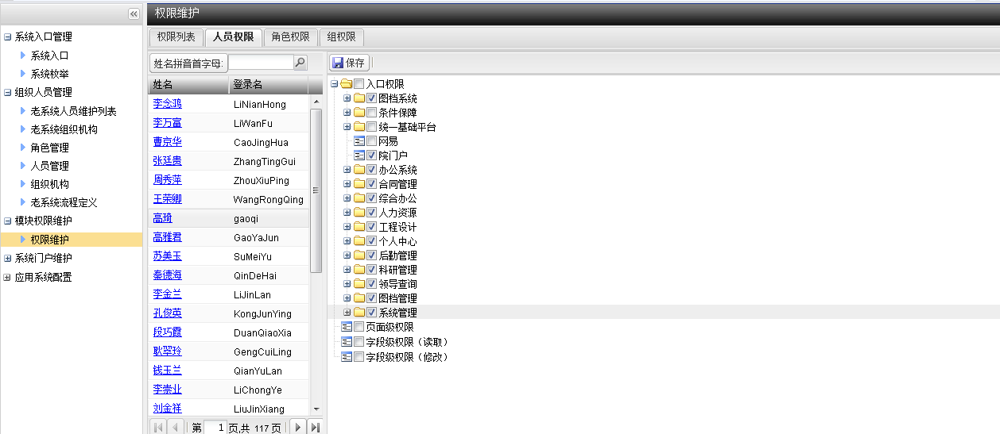 权限维护
系统入口管理
系统入口
系统枚举
组织人员管理
老系统人员维护列表
老系统组织机构
角色管理
人员管理
组织机构
老系统流程定义
模块权限维护
权限维护
系统门户维护
应用系统配置
权限列表 人员权限 角色权限 组权限
姓名拼音首字母:
姓名 登录名
李念鸿 LiNianHong
李万富 LiWanFu
曹京华 CaoJingHua
张廷贵 ZhangTingGui
周秀萍 ZhouXiuPing
王荣卿 WangRongQing
高琦 gaoqi
高雅君 GaoYaJun
苏美玉 SuMeiYu
秦德海 QinDeHai
李金兰 LiJinLan
孔俊英 KongJunYing
段巧霞 DuanQiaoXia
耿翠玲 GengCuiLing
钱玉兰 QianYuLan
李崇业 LiChongYe
刘金祥 LiuJinXiang
第 1 页,共 117 页
保存
入口权限
图档系统
条件保障
统一基础平台
网易
院门户
办公系统
合同管理
综合办公
人力资源
工程设计
个人中心
后勤管理
科研管理
领导查询
图档管理
系统管理
页面级权限
字段级权限（读取）
字段级权限（修改）